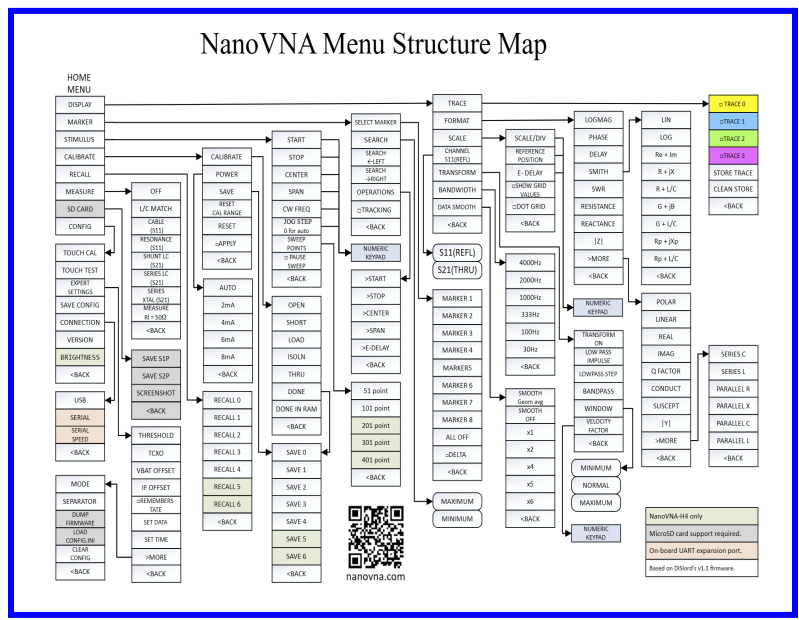 NanoVNA Menu Structure Map
HOME
MENU
DISPLAY
MARKER
STIMULUS
CALIBRATE
RECALL
MEASURE
SD CARD
CONFIG
TOUCH CAL
TOUCH TEST
EXPERT
SETTINGS
SAVE CONFIG
CONNECTION
VERSION
BRIGHTNESS
<BACK
USB
SERIAL
SERIAL
SPEED
<BACK
MODE
SEPARATOR
DUMP
FIRMWARE
LOAD
CONFIG.INI
CLEAR
CONFIG
<BACK
OFF
L/C MATCH
CABLE
(S11)
RESONANCE
(S11)
SHUNT LC
(S21)
SERIES LC
(S21)
SERIES
XTAL (S21)
MEASURE
Rl = 50Ω
<BACK
SAVE S1P
SAVE S2P
SCREENSHOT
<BACK
THRESHOLD
TCXO
VBAT OFFSET
IF OFFSET
□REMEMBERS
TATE
SET DATA
SET TIME
>MORE
<BACK
CALIBRATE
POWER
SAVE
RESET
CAL RANGE
RESET
□APPLY
<BACK
AUTO
2mA
4mA
6mA
8mA
<BACK
RECALL 0
RECALL 1
RECALL 2
RECALL 3
RECALL 4
RECALL 5
RECALL 6
<BACK
START
STOP
CENTER
SPAN
CW FREQ
JOG STEP
0 for auto
SWEEP
POINTS
□ PAUSE
SWEEP
<BACK
OPEN
SHORT
LOAD
ISOLN
THRU
DONE
DONE IN RAM
<BACK
SAVE 0
SAVE 1
SAVE 2
SAVE 3
SAVE 4
SAVE 5
SAVE 6
<BACK
SELECT MARKER
SEARCH
SEARCH
←LEFT
SEARCH
→RIGHT
OPERATIONS
□TRACKING
<BACK
NUMERIC
KEYPAD
>START
>STOP
>CENTER
>SPAN
>E-DELAY
<BACK
51 point
101 point
201 point
301 point
401 point
<BACK
nanovna.com
TRACE
FORMAT
SCALE
CHANNEL
S11(REFL)
TRANSFORM
BANDWIDTH
DATA SMOOTH
<BACK
S11(REFL)
S21(THRU)
MARKER 1
MARKER 2
MARKER 3
MARKER 4
MARKER5
MARKER 6
MARKER 7
MARKER 8
ALL OFF
□DELTA
<BACK
MAXIMUM
MINIMUM
SCALE/DIV
REFERENCE
POSITION
E- DELAY
□SHOW GRID
VALUES
□DOT GRID
<BACK
4000Hz
2000Hz
1000Hz
333Hz
100Hz
30Hz
<BACK
SMOOTH
Geom avg
SMOOTH
OFF
x1
x2
x4
x5
x6
<BACK
LOGMAG
PHASE
DELAY
SMITH
SWR
RESISTANCE
REACTANCE
|Z|
>MORE
<BACK
NUMERIC
KEYPAD
TRANSFORM
ON
LOW PASS
IMPULSE
LOWPASS STEP
BANDPASS
WINDOW
VELOCITY
FACTOR
<BACK
MINIMUM
NORMAL
MAXIMUM
NUMERIC
KEYPAD
LIN
LOG
Re + Im
R + jX
R + L/C
G + jB
G + L/C
Rp + jXp
Rp + L/C
<BACK
POLAR
LINEAR
REAL
IMAG
Q FACTOR
CONDUCT
SUSCEPT
|Y|
>MORE
<BACK
□ TRACE 0
□TRACE 1
□TRACE 2
□TRACE 3
STORE TRACE
CLEAN STORE
<BACK
SERIES C
SERIES L
PARALLEL R
PARALLEL X
PARALLEL C
PARALLEL L
<BACK
NanoVNA-H4 only
MicroSD card support required.
On-board UART expansion port.
Based on DiSlord's v1.1 firmware.